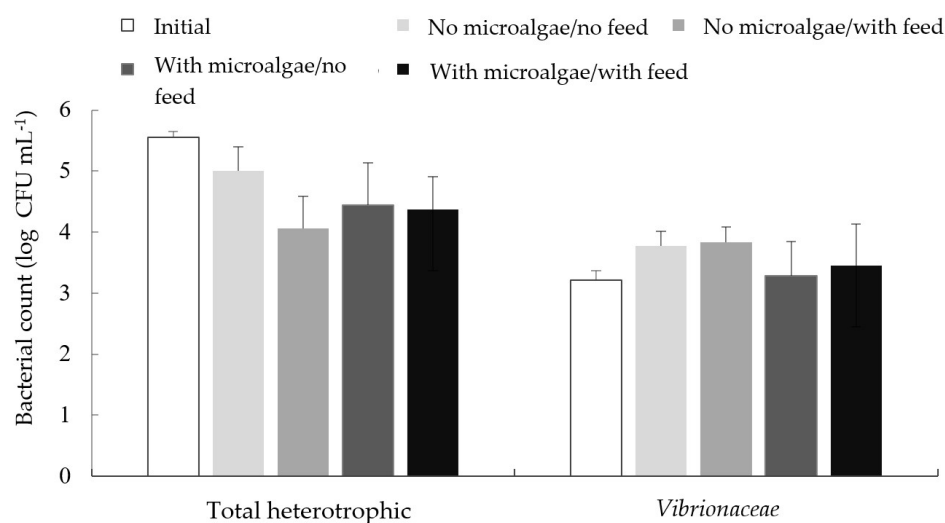 Initial
No microalgae/no feed
No microalgae/with feed
With microalgae/no
feed
With microalgae/with feed
Bacterial count (log CFU mL-1)
6
5
4
3
2
1
0
Total heterotrophic
Vibrionaceae